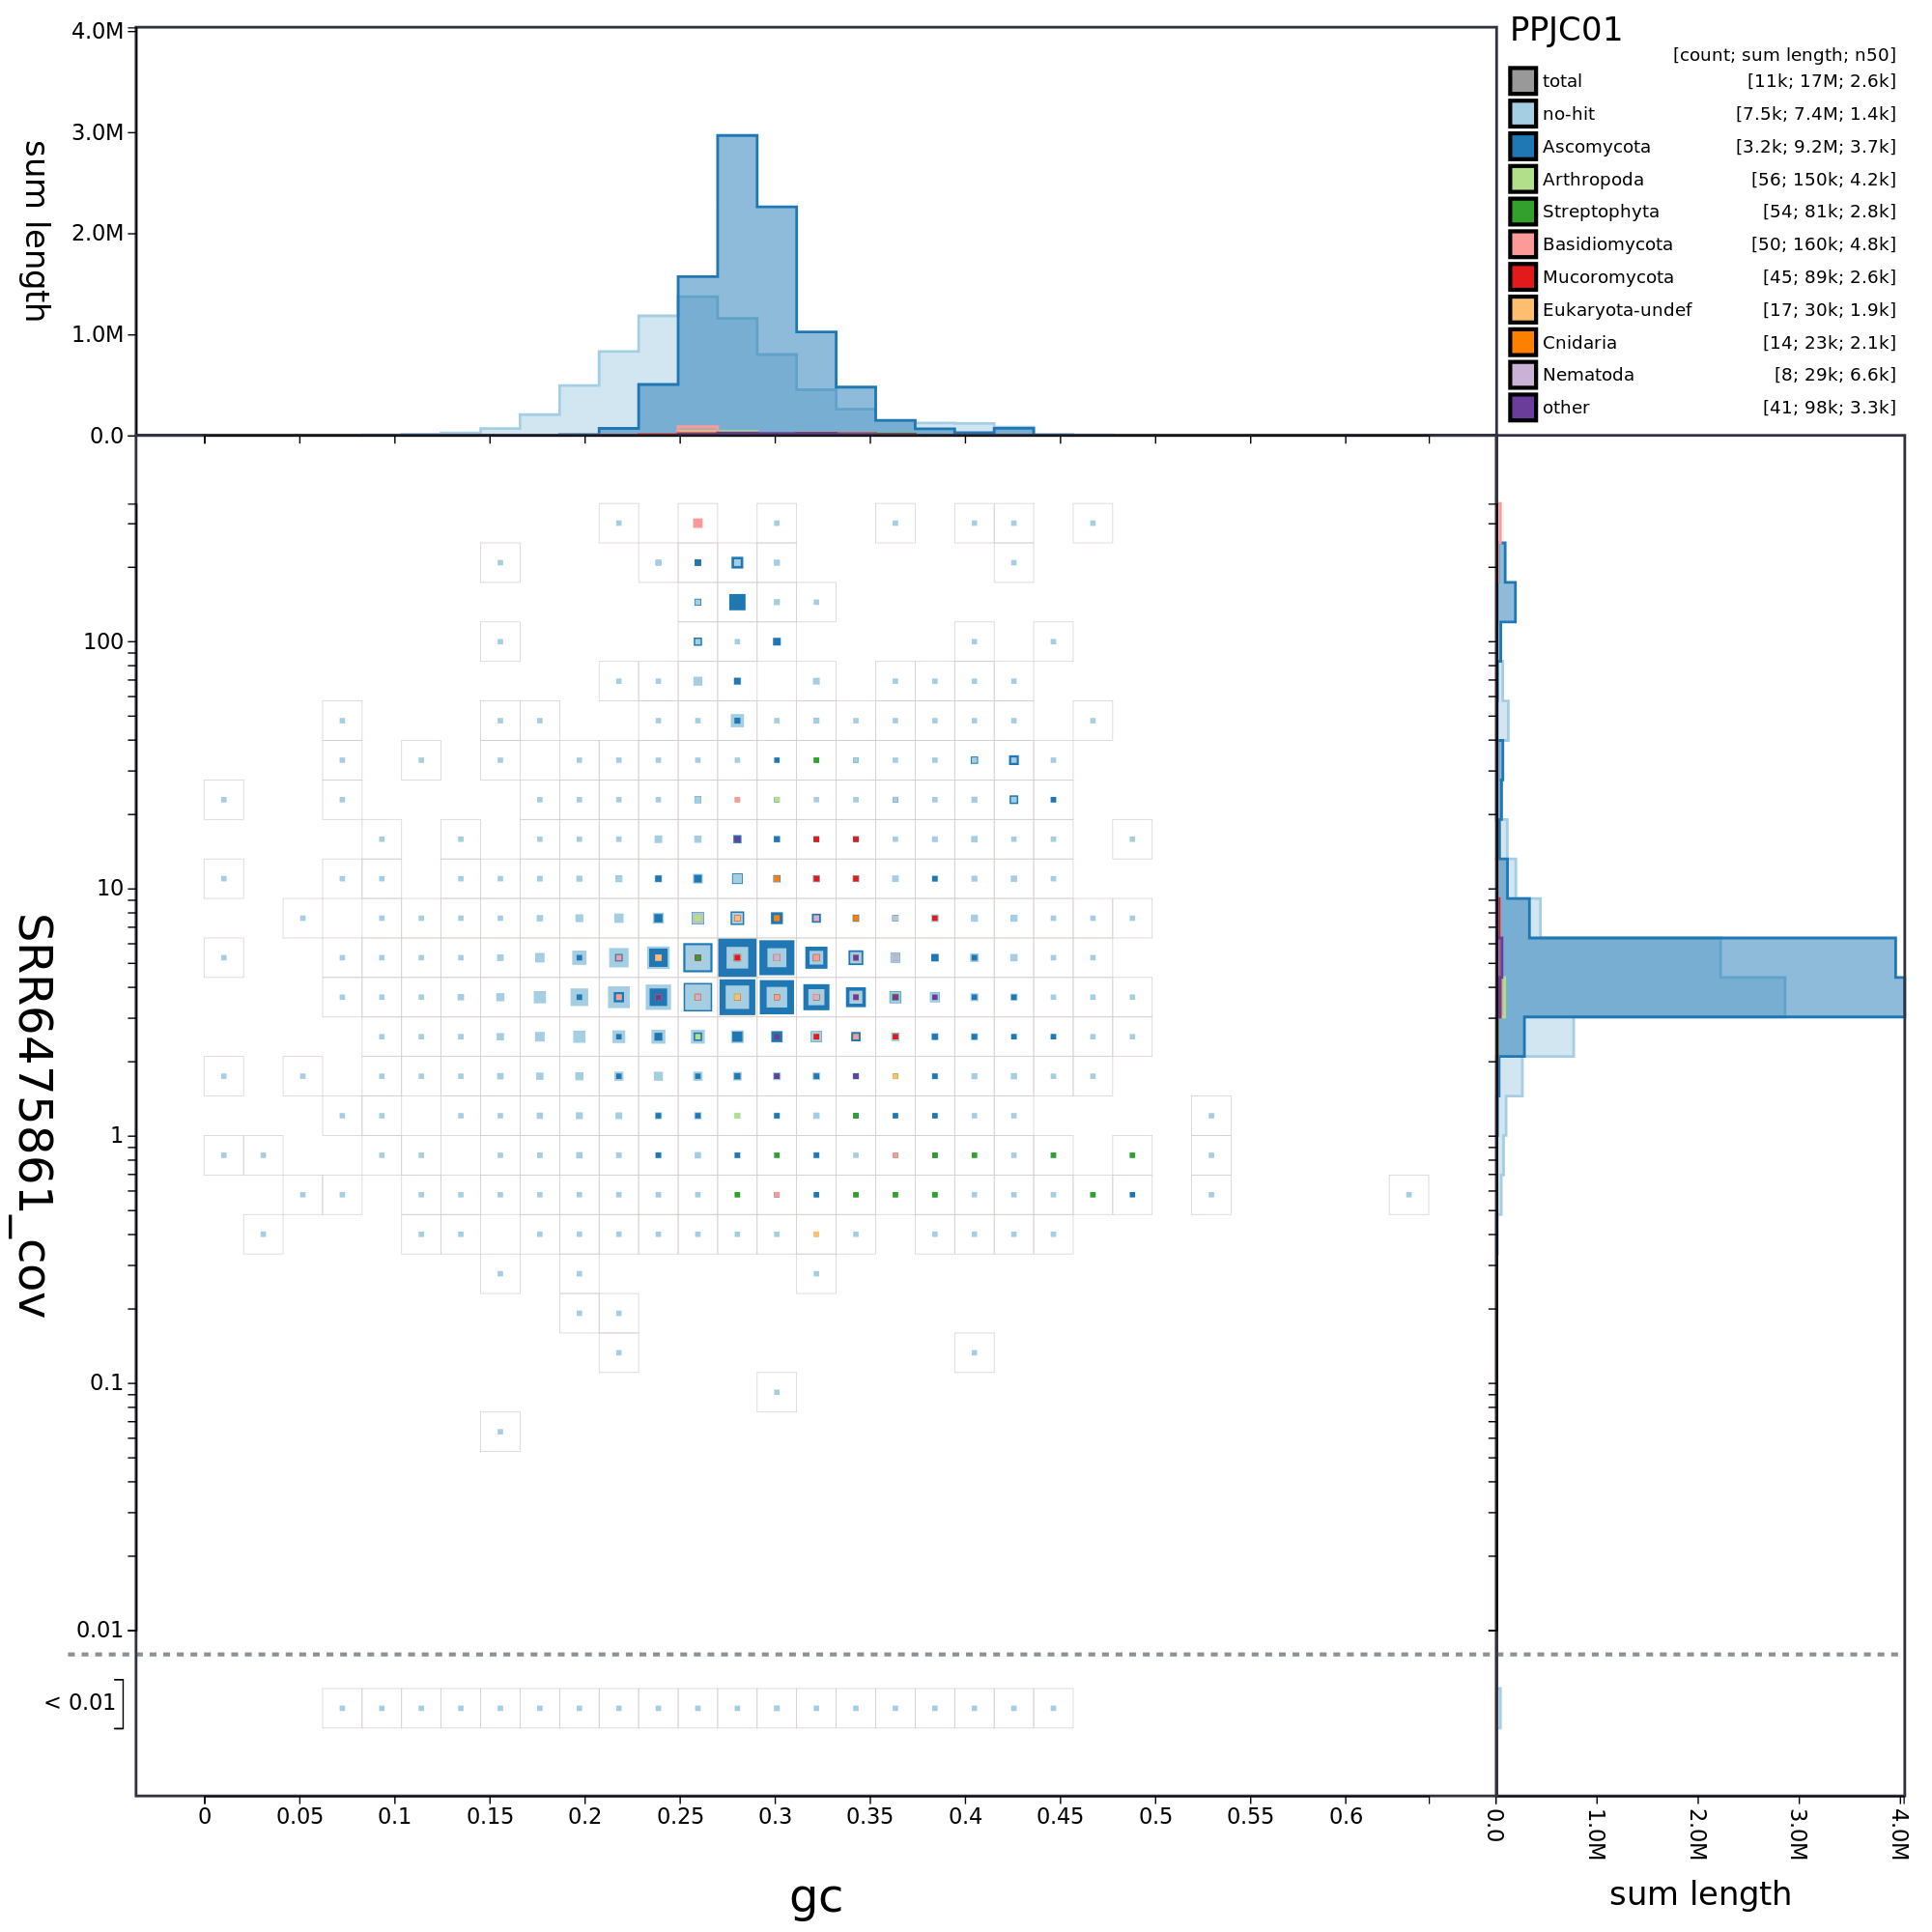 PPJC01
[count; sum length; n50]
total [11k; 17M; 2.6k]
no-hit [7.5k; 7.4M; 1.4k]
Ascomycota [3.2k; 9.2M; 3.7k]
Arthropoda [56; 150k; 4.2k]
Streptophyta [54; 81k; 2.8k]
Basidiomycota [50; 160k; 4.8k]
Mucoromycota [45; 89k; 2.6k]
Eukaryota-undef [17; 30k; 1.9k]
Cnidaria [14; 23k; 2.1k]
Nematoda [8; 29k; 6.6k]
other [41; 98k; 3.3k]
sum length
4.0M
3.0M
2.0M
1.0M
0.0
SRR6475861_cov
100
10
1
0.1
0.01
< 0.01
0 0.05 0.1 0.15 0.2 0.25 0.3 0.35 0.4 0.45 0.5 0.55 0.6
gc
0.0 1.0M 2.0M 3.0M 4.0M
sum length